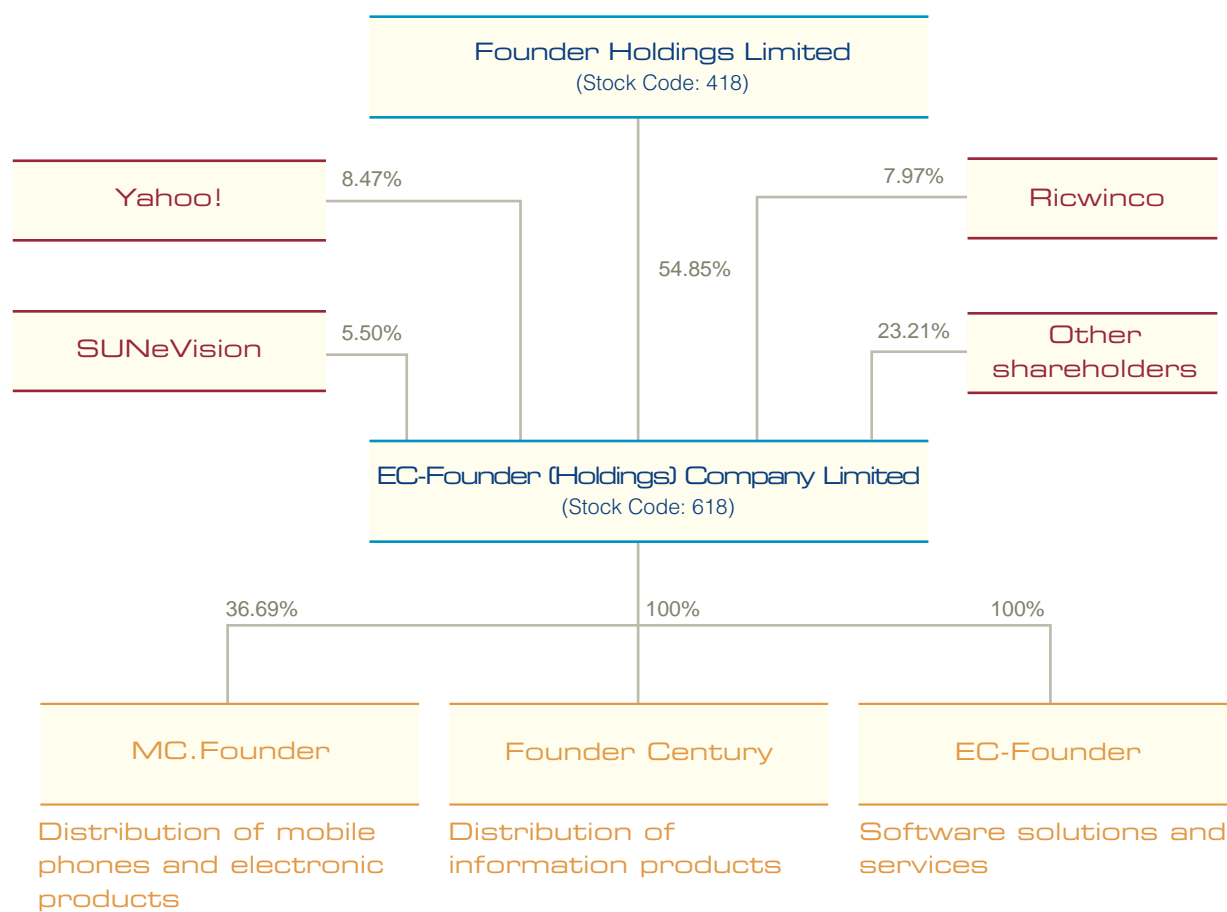 Founder Holdings Limited
(Stock Code: 418)
8.47%
7.97%
Yahoo!
Ricwinco
54.85%
5.50%
23.21%
SUNeVision
Other
shareholders
EC-Founder (Holdings) Company Limited
(Stock Code: 618)
36.69%
100%
100%
MC.Founder
Founder Century
EC-Founder
Distribution of mobile
phones and electronic
products
Distribution of
information products
Software solutions and
services